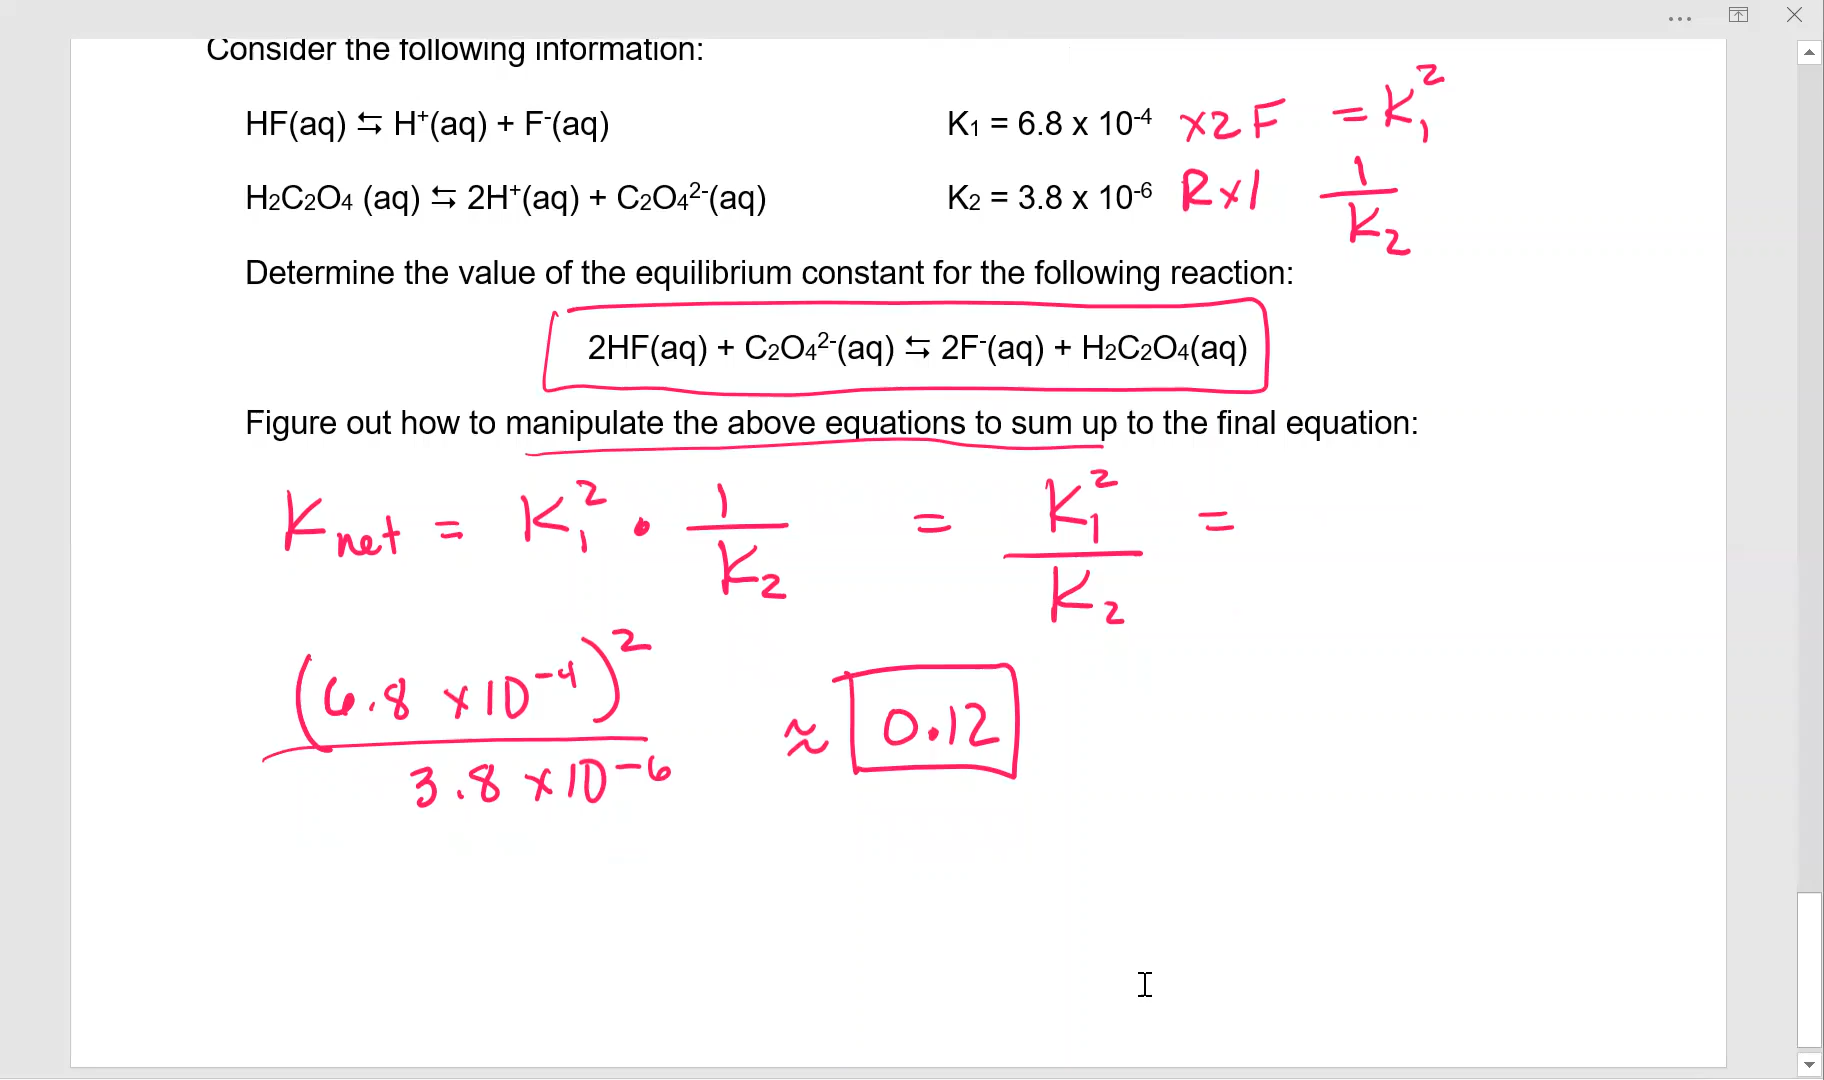 Consider the following information:
HF(aq) ⇆ H⁺(aq) + F⁻(aq) K₁ = 6.8 x 10⁻⁴ x2 F = K₁²
H₂C₂O₄ (aq) ⇆ 2H⁺(aq) + C₂O₄²⁻(aq) K₂ = 3.8 x 10⁻⁶ R x1 1/K₂
Determine the value of the equilibrium constant for the following reaction:
2HF(aq) + C₂O₄²⁻(aq) ⇆ 2F⁻(aq) + H₂C₂O₄(aq)
Figure out how to manipulate the above equations to sum up to the final equation:
K net = K₁² • 1/K₂ = K₁²/K₂ =
(6.8 x10⁻⁴)²
3.8 x10⁻⁶
≈ 0.12